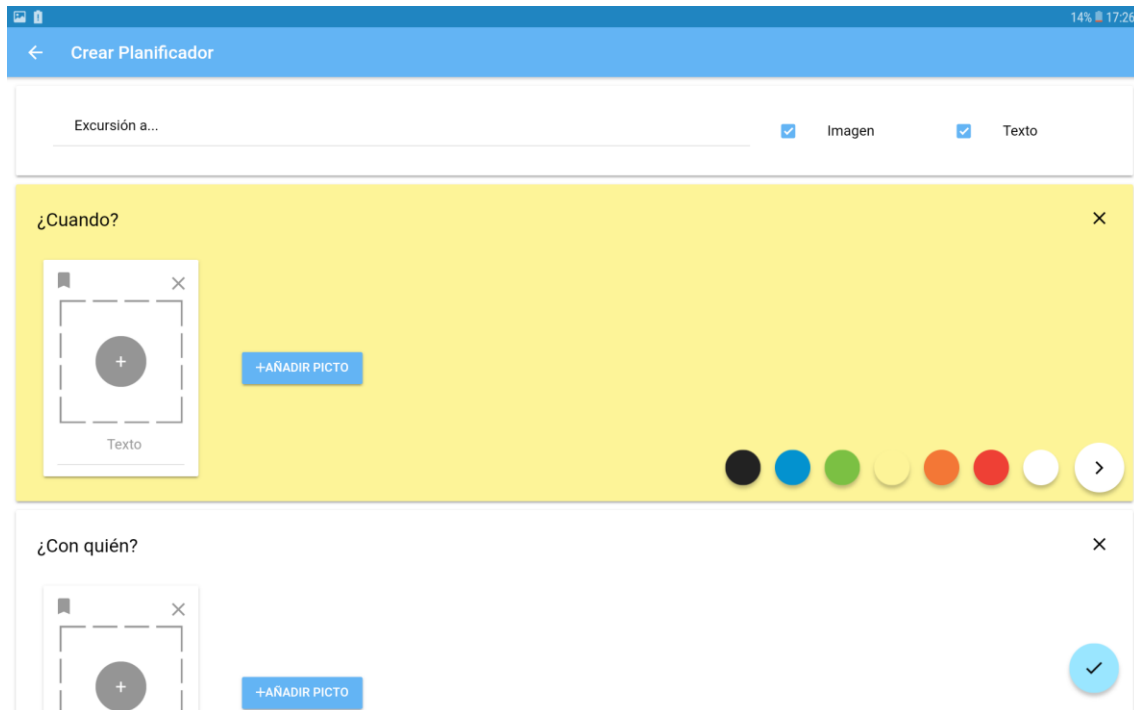 14% 17:26
Crear Planificador
Excursión a...
Imagen
Texto
¿Cuando?
+AÑADIR PICTO
Texto
¿Con quién?
+AÑADIR PICTO